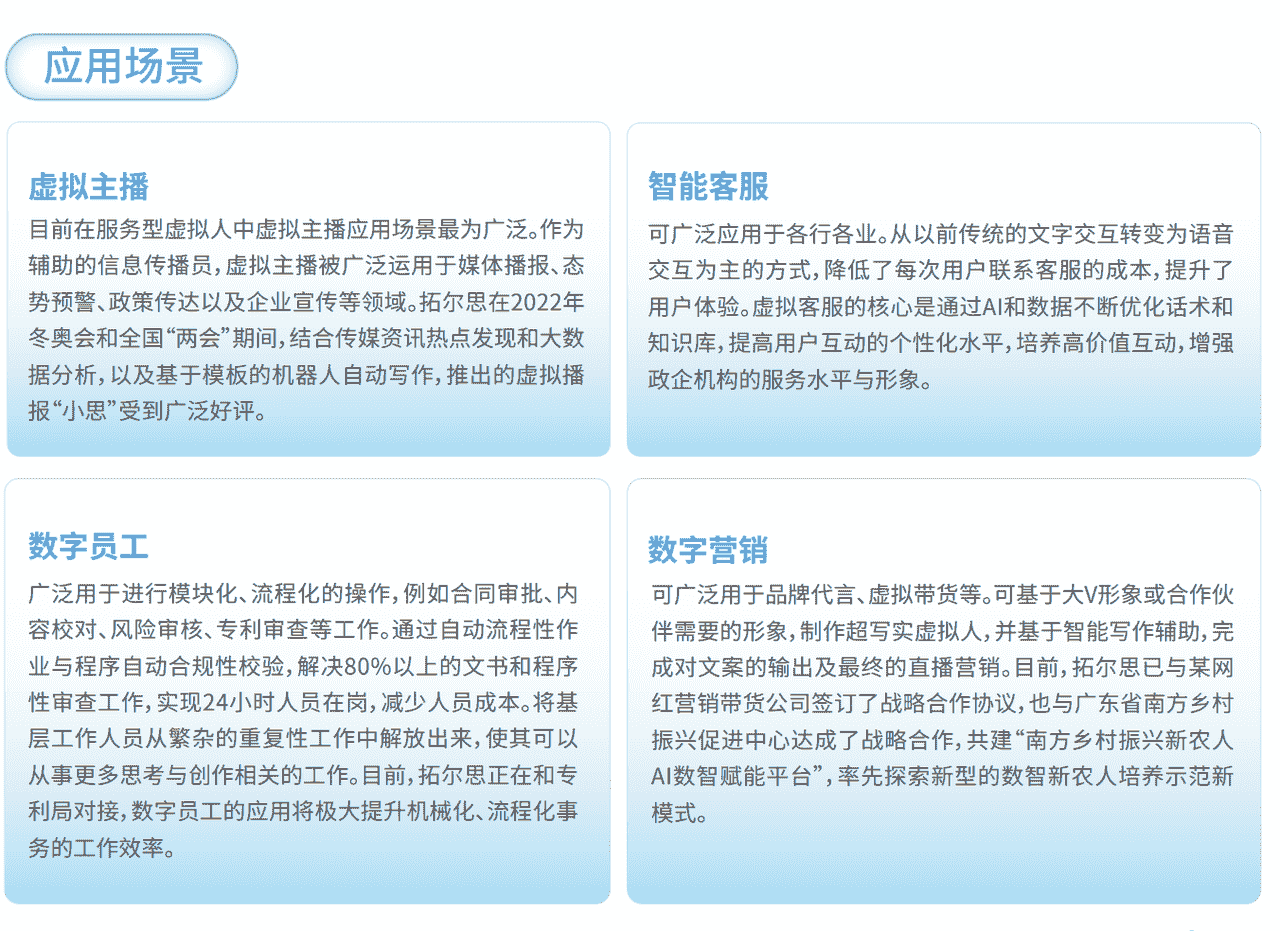 应用场景
虚拟主播
目前在服务型虚拟人中虚拟主播应用场景最为广泛。作为
辅助的信息传播员，虚拟主播被广泛运用于媒体播报、态
势预警、政策传达以及企业宣传等领域。拓尔思在2022年
冬奥会和全国“两会”期间，结合传媒资讯热点发现和大数
据分析，以及基于模板的机器人自动写作，推出的虚拟播
报“小思”受到广泛好评。
智能客服
可广泛应用于各行各业。从以前传统的文字交互转变为语音
交互为主的方式，降低了每次用户联系客服的成本，提升了
用户体验。虚拟客服的核心是通过AI和数据不断优化话术和
知识库，提高用户互动的个性化水平，培养高价值互动，增强
政企机构的服务水平与形象。
数字员工
广泛用于进行模块化、流程化的操作，例如合同审批、内
容校对、风险审核、专利审查等工作。通过自动流程性作
业与程序自动合规性校验，解决80%以上的文书和程序
性审查工作，实现24小时人员在岗，减少人员成本。将基
层工作人员从繁杂的重复性工作中解放出来，使其可以
从事更多思考与创作相关的工作。目前，拓尔思正在和专
利局对接，数字员工的应用将极大提升机械化、流程化事
务的工作效率。
数字营销
可广泛用于品牌代言、虚拟带货等。可基于大V形象或合作伙
伴需要的形象，制作超写实虚拟人，并基于智能写作辅助，完
成对文案的输出及最终的直播营销。目前，拓尔思已与某网
红营销带货公司签订了战略合作协议，也与广东省南方乡村
振兴促进中心达成了战略合作，共建“南方乡村振兴新农人
AI数智赋能平台”，率先探索新型的数智新农人培养示范新
模式。